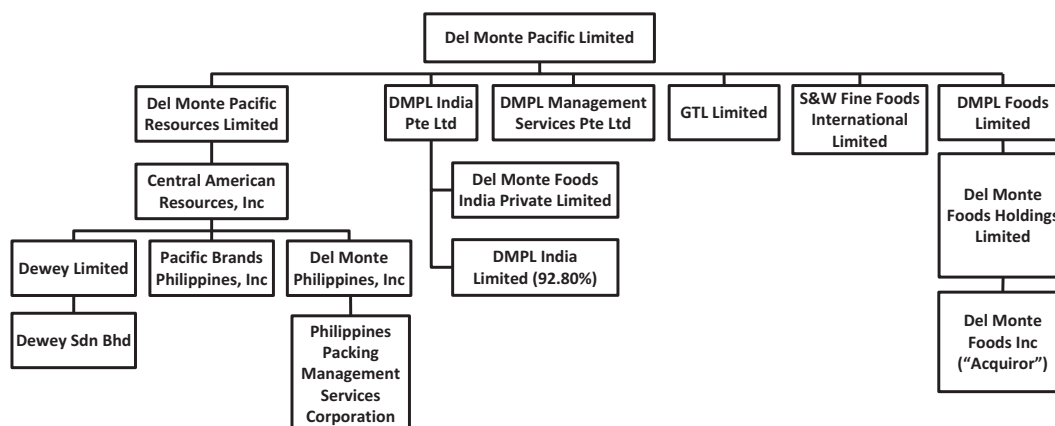 Del Monte Pacific Limited
Del Monte Pacific
Resources Limited
DMPL India
Pte Ltd
DMPL Management
Services Pte Ltd
GTL Limited
S&W Fine Foods
International
Limited
DMPL Foods
Limited
Central American
Resources, Inc
Del Monte Foods
India Private Limited
Del Monte
Foods Holdings
Limited
Dewey Limited
Pacific Brands
Philippines, Inc
Del Monte
Philippines, Inc
DMPL India
Limited (92.80%)
Dewey Sdn Bhd
Philippines
Packing
Management
Services
Corporation
Del Monte
Foods Inc
(“Acquiror”)